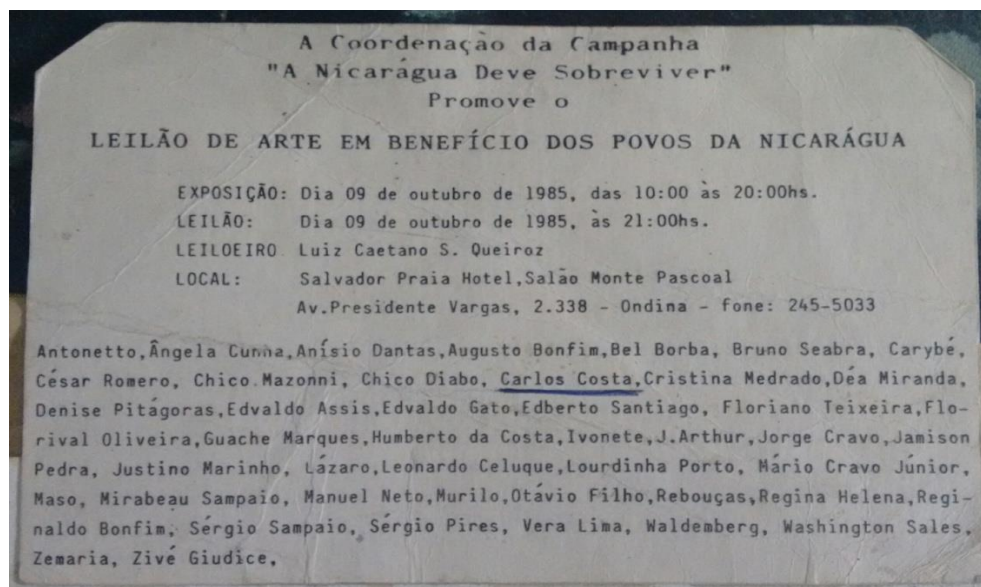 A Coordenação da Campanha
"A Nicarágua Deve Sobreviver"
Promove o
LEILÃO DE ARTE EM BENEFÍCIO DOS POVOS DA NICARÁGUA
EXPOSIÇÃO: Dia 09 de outubro de 1985, das 10:00 às 20:00hs.
LEILÃO: Dia 09 de outubro de 1985, às 21:00hs.
LEILOEIRO Luiz Caetano S. Queiroz
LOCAL: Salvador Praia Hotel,Salão Monte Pascoal
Av.Presidente Vargas, 2.338 - Ondina - fone: 245-5033
Antonetto,Ângela Cunha,Anísio Dantas,Augusto Bonfim,Bel Borba, Bruno Seabra, Carybé,
César Romero, Chico Mazonni, Chico Diabo, Carlos Costa,Cristina Medrado,Déa Miranda,
Denise Pitágoras,Edvaldo Assis,Edvaldo Gato,Edberto Santiago, Floriano Teixeira,Flo-
rival Oliveira,Guache Marques,Humberto da Costa,Ivonete,J.Arthur,Jorge Cravo,Jamison
Pedra, Justino Marinho, Lázaro,Leonardo Celuque,Lourdinha Porto, Mário Cravo Júnior,
Maso, Mirabeau Sampaio, Manuel Neto,Murilo,Otávio Filho,Rebouças,Regina Helena,Regi-
naldo Bonfim, Sérgio Sampaio, Sérgio Pires, Vera Lima, Waldemberg, Washington Sales,
Zemaria, Zivé Giudice,